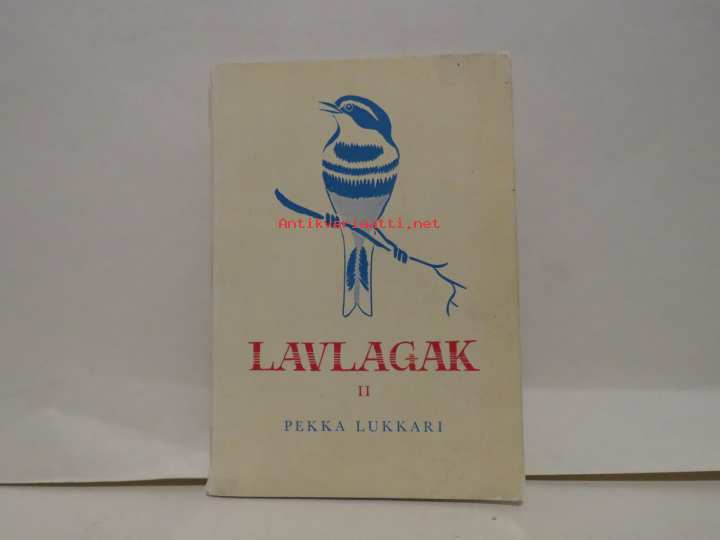 Antikvariaatti.net
LAVLAGAK
II
PEKKA LUKKARI